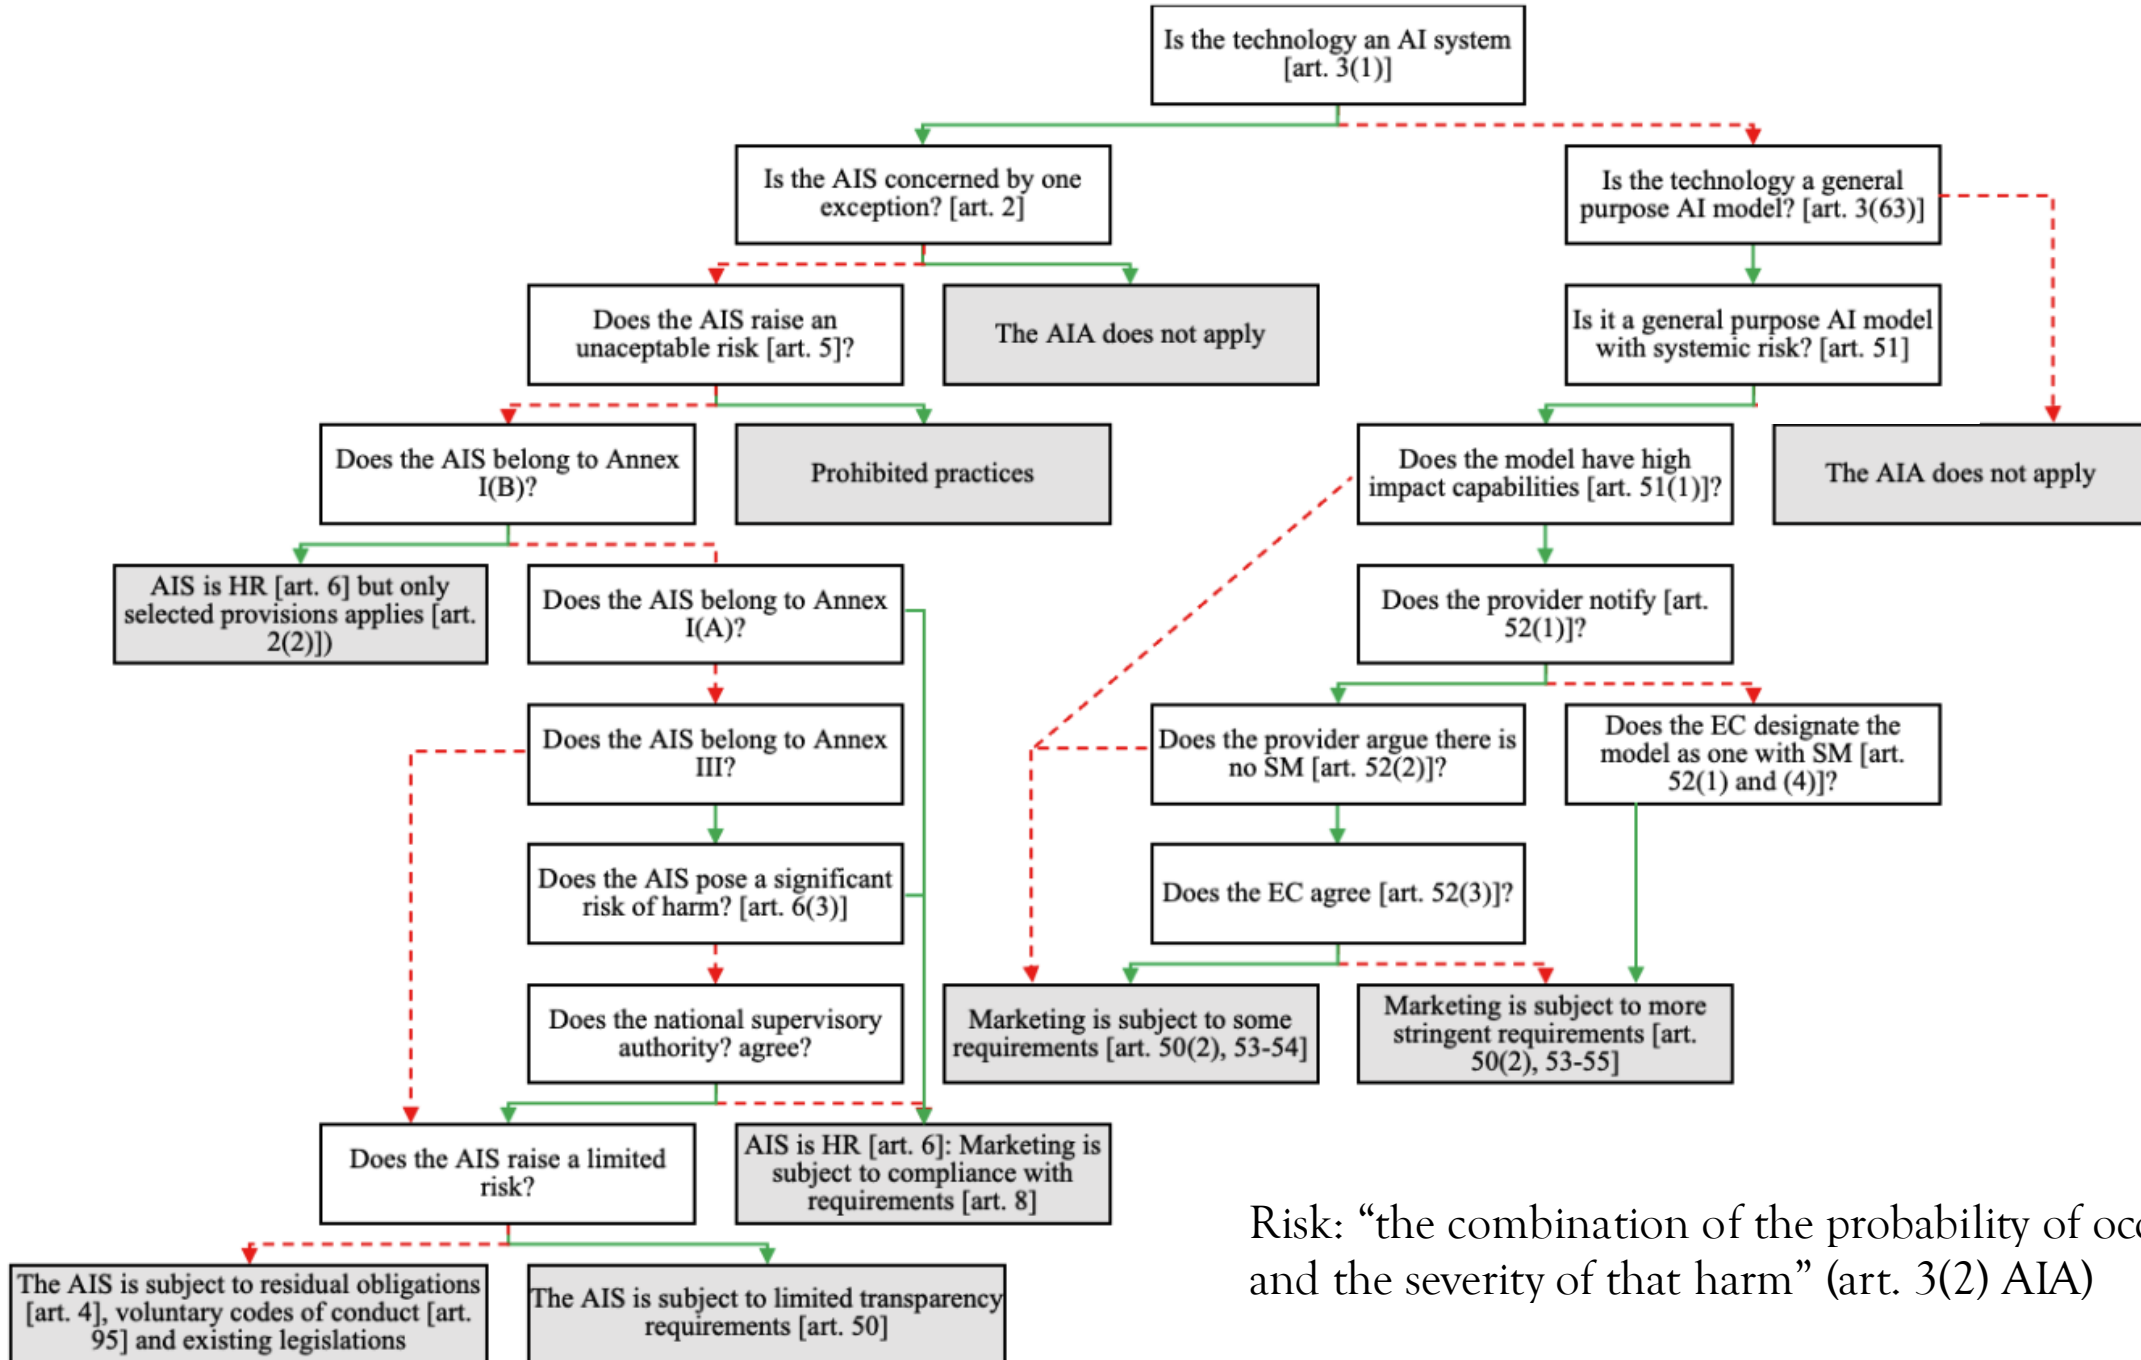 Is the technology an AI system
[art. 3(1)]
Is the AIS concerned by one
exception? [art. 2]
Is the technology a general
purpose AI model? [art. 3(63)]
Does the AIS raise an
unaceptable risk [art. 5]?
The AIA does not apply
Is it a general purpose AI model
with systemic risk? [art. 51]
Does the AIS belong to Annex
I(B)?
Prohibited practices
Does the model have high
impact capabilities [art. 51(1)]?
The AIA does not apply
AIS is HR [art. 6] but only
selected provisions applies [art.
2(2)])
Does the AIS belong to Annex
I(A)?
Does the provider notify [art.
52(1)]?
Does the AIS belong to Annex
III?
Does the provider argue there is
no SM [art. 52(2)]?
Does the EC designate the
model as one with SM [art.
52(1) and (4)]?
Does the AIS pose a significant
risk of harm? [art. 6(3)]
Does the EC agree [art. 52(3)]?
Does the national supervisory
authority? agree?
Marketing is subject to some
requirements [art. 50(2), 53-54]
Marketing is subject to more
stringent requirements [art.
50(2), 53-55]
Does the AIS raise a limited
risk?
AIS is HR [art. 6]: Marketing is
subject to compliance with
requirements [art. 8]
Risk: “the combination of the probability of
and the severity of that harm” (art. 3(2) AIA)
The AIS is subject to residual obligations
[art. 4], voluntary codes of conduct [art.
95] and existing legislations
The AIS is subject to limited transparency
requirements [art. 50]